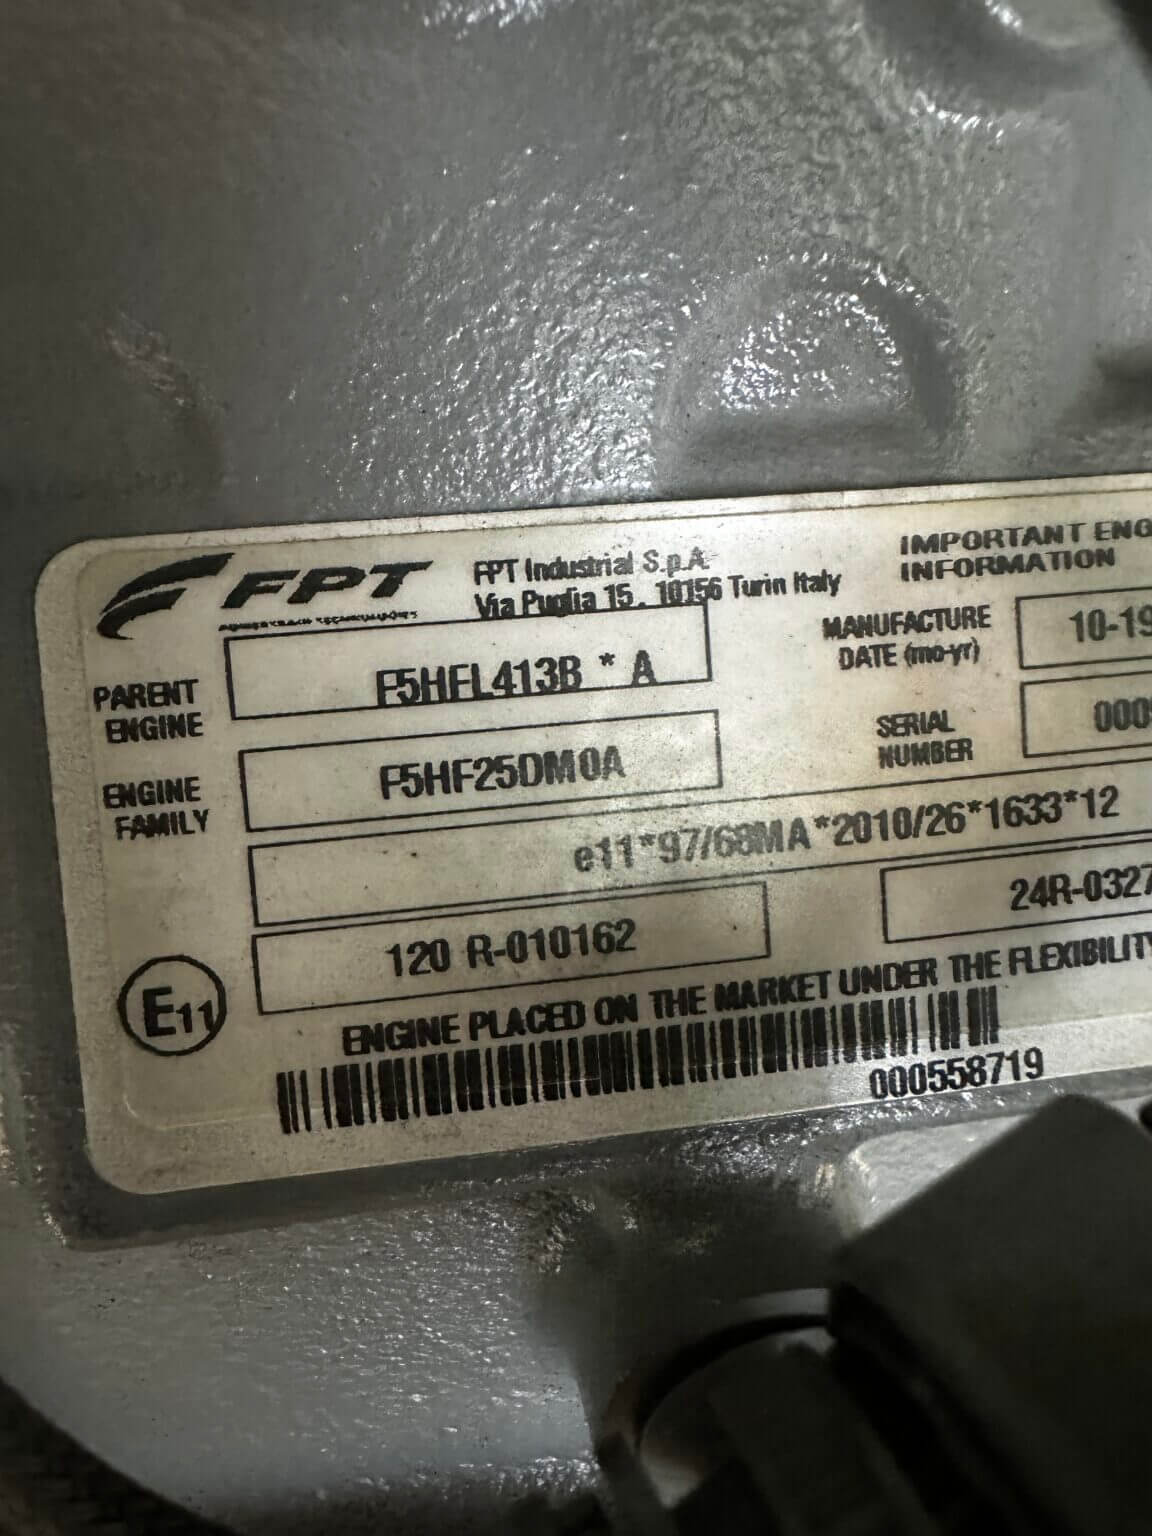 FPT
FPT Industrial S.p.A.
Via Puglia 15, 10156 Turin Italy
IMPORTANT ENG
INFORMATION
PARENT
ENGINE
F5HFL413B * A
MANUFACTURE
DATE (mo-yr)
10-19
ENGINE
FAMILY
F5HF25DM0A
SERIAL
NUMBER
000
e11*97/68MA*2010/26*1633*12
120 R-010162
24R-0327
E11
ENGINE PLACED ON THE MARKET UNDER THE FLEXIBILITY
000558719